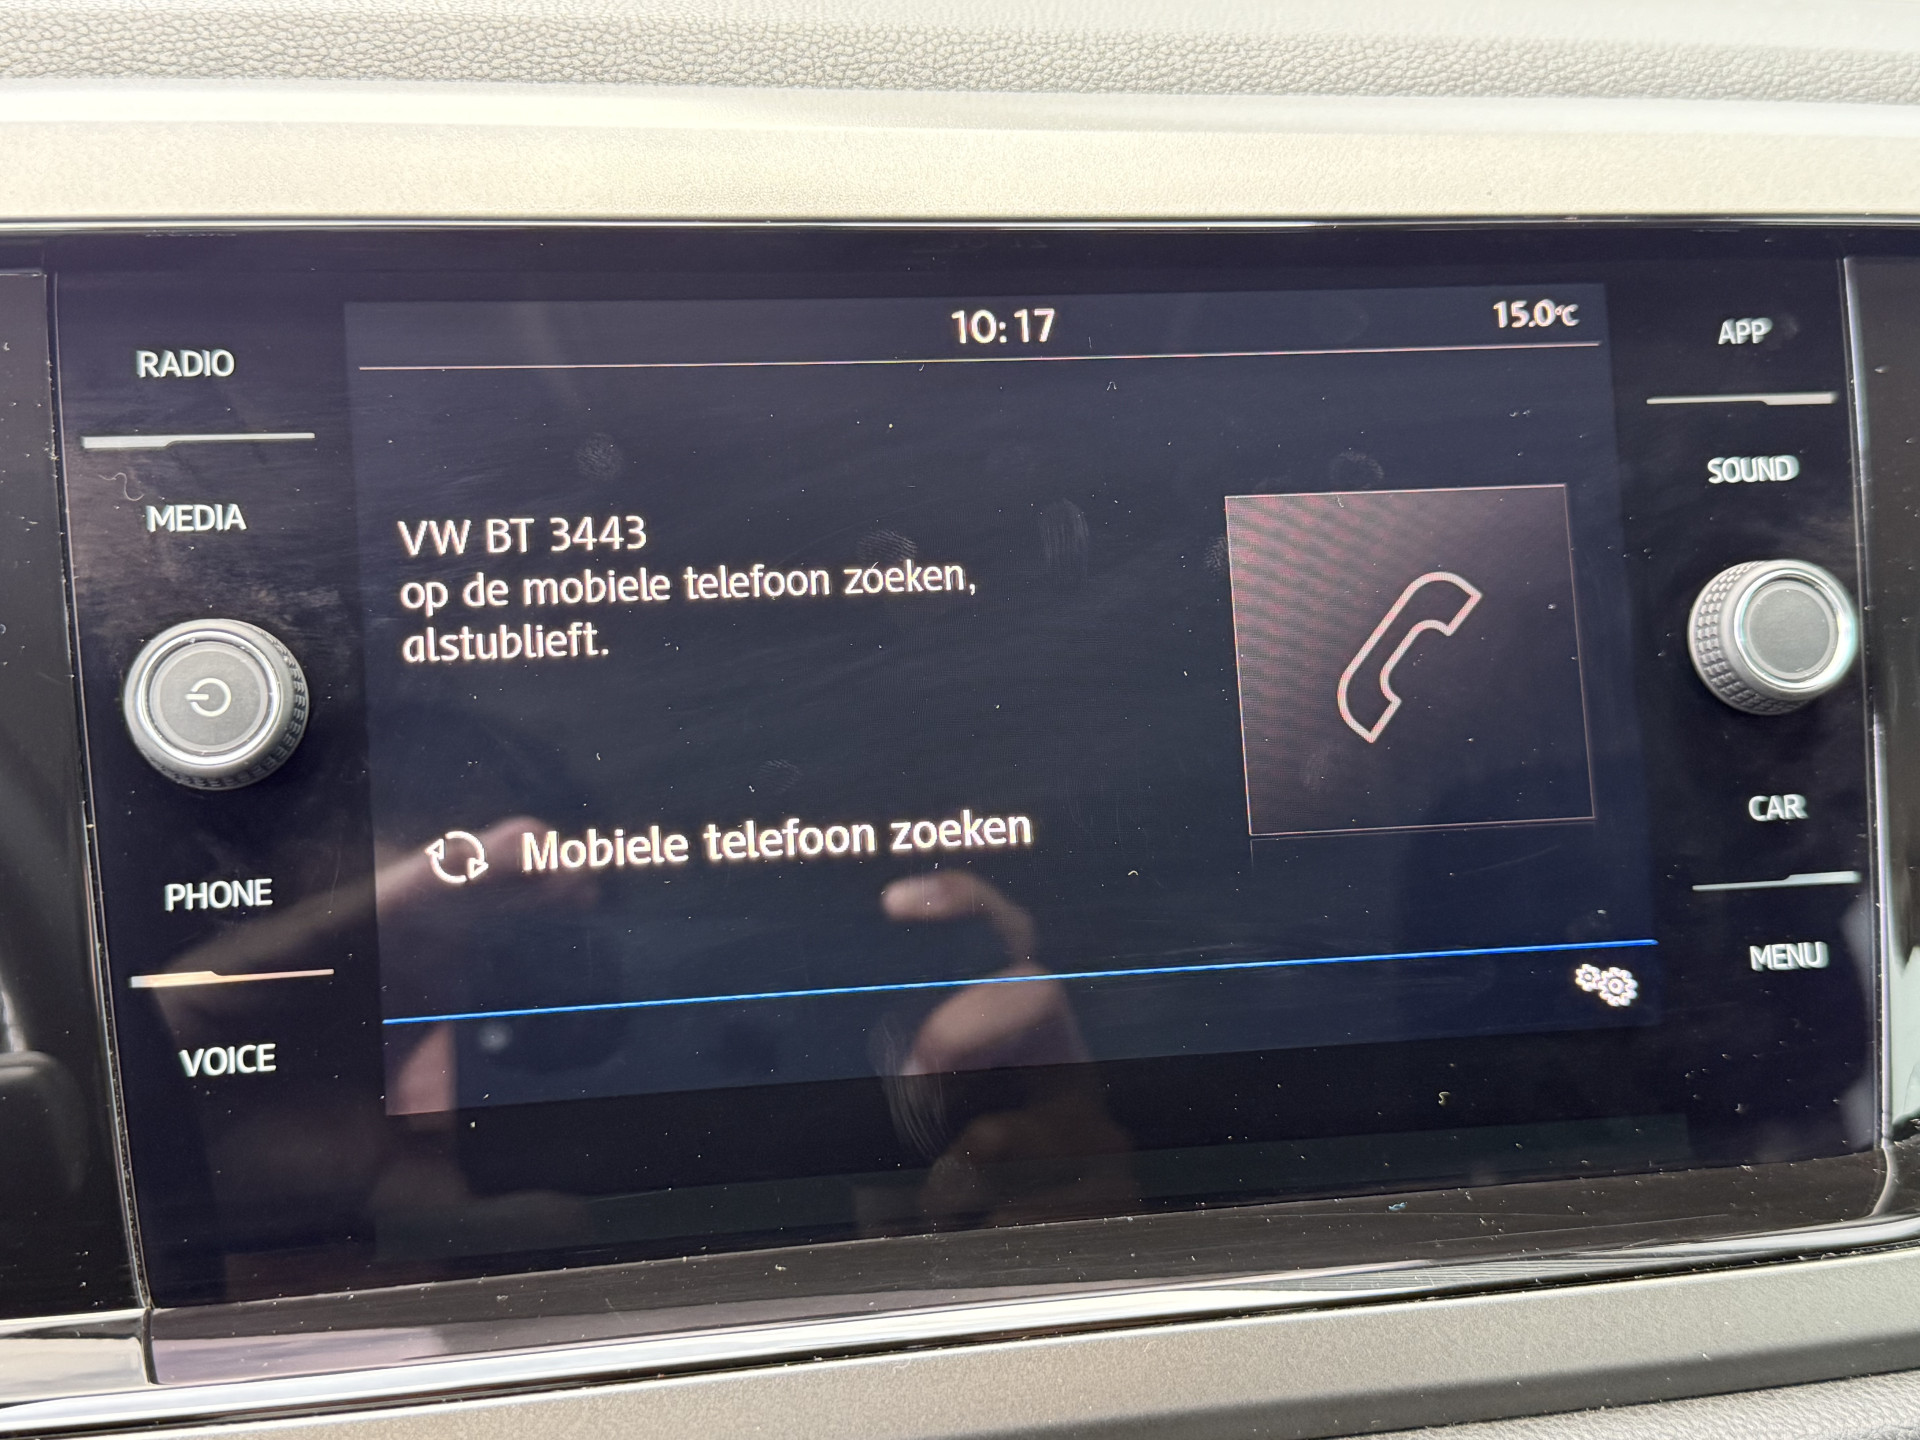 10:17
15.0°C
RADIO
MEDIA
PHONE
VOICE
VW BT 3443
op de mobiele telefoon zoeken,
alstublieft.
Mobiele telefoon zoeken
APP
SOUND
CAR
MENU